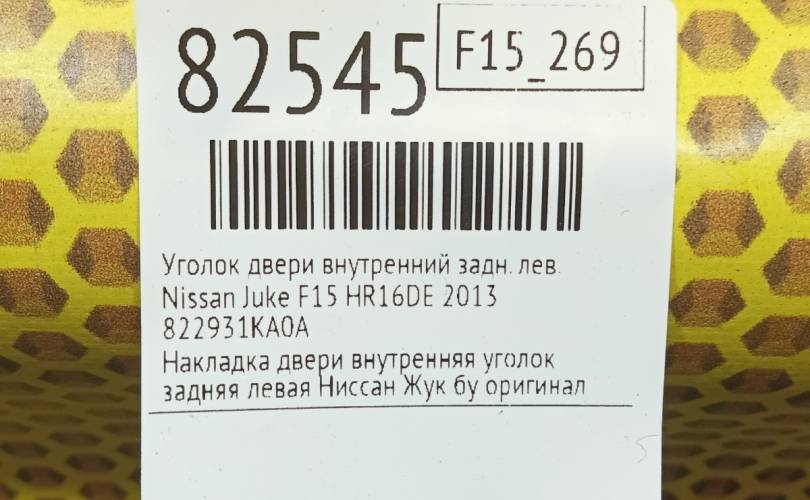 82545
F15_269
Уголок двери внутренний задн. лев.
Nissan Juke F15 HR16DE 2013
822931KA0A
Накладка двери внутренняя уголок
задняя левая Ниссан Жук бу оригинал